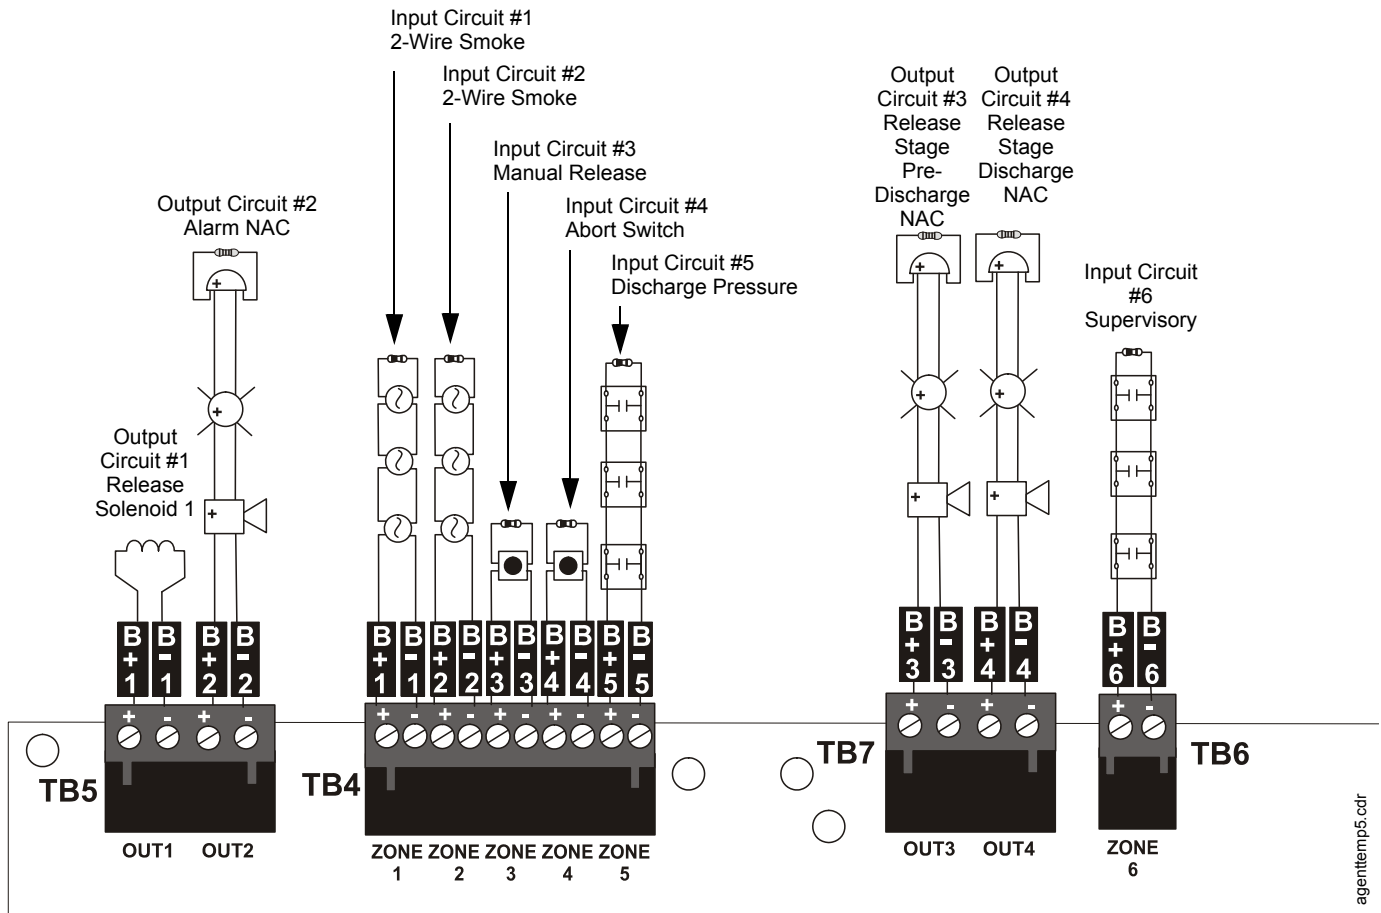 Input Circuit #1
2-Wire Smoke
Input Circuit #2
2-Wire Smoke
Input Circuit #3
Manual Release
Input Circuit #4
Abort Switch
Input Circuit #5
Discharge Pressure
Output Circuit #2
Alarm NAC
Output
Circuit #1
Release
Solenoid 1
Output
Circuit #3
Release
Stage
Pre-
Discharge
NAC
Output
Circuit #4
Release
Stage
Discharge
NAC
Input Circuit
#6
Supervisory
+
+
+
+
+
+
+
+
+
B+1
B-1
B+2
B-2
B+1
B-1
B+2
B-2
B+3
B-3
B+4
B-4
B+5
B-5
B+3
B-3
B+4
B-4
B+6
B-6
+ - + -
+ - + - + - + - + -
+ - + -
+ -
TB5
TB4
TB7
TB6
OUT1
OUT2
ZONE
1
ZONE
2
ZONE
3
ZONE
4
ZONE
5
OUT3
OUT4
ZONE
6
agenttemp5.cdr